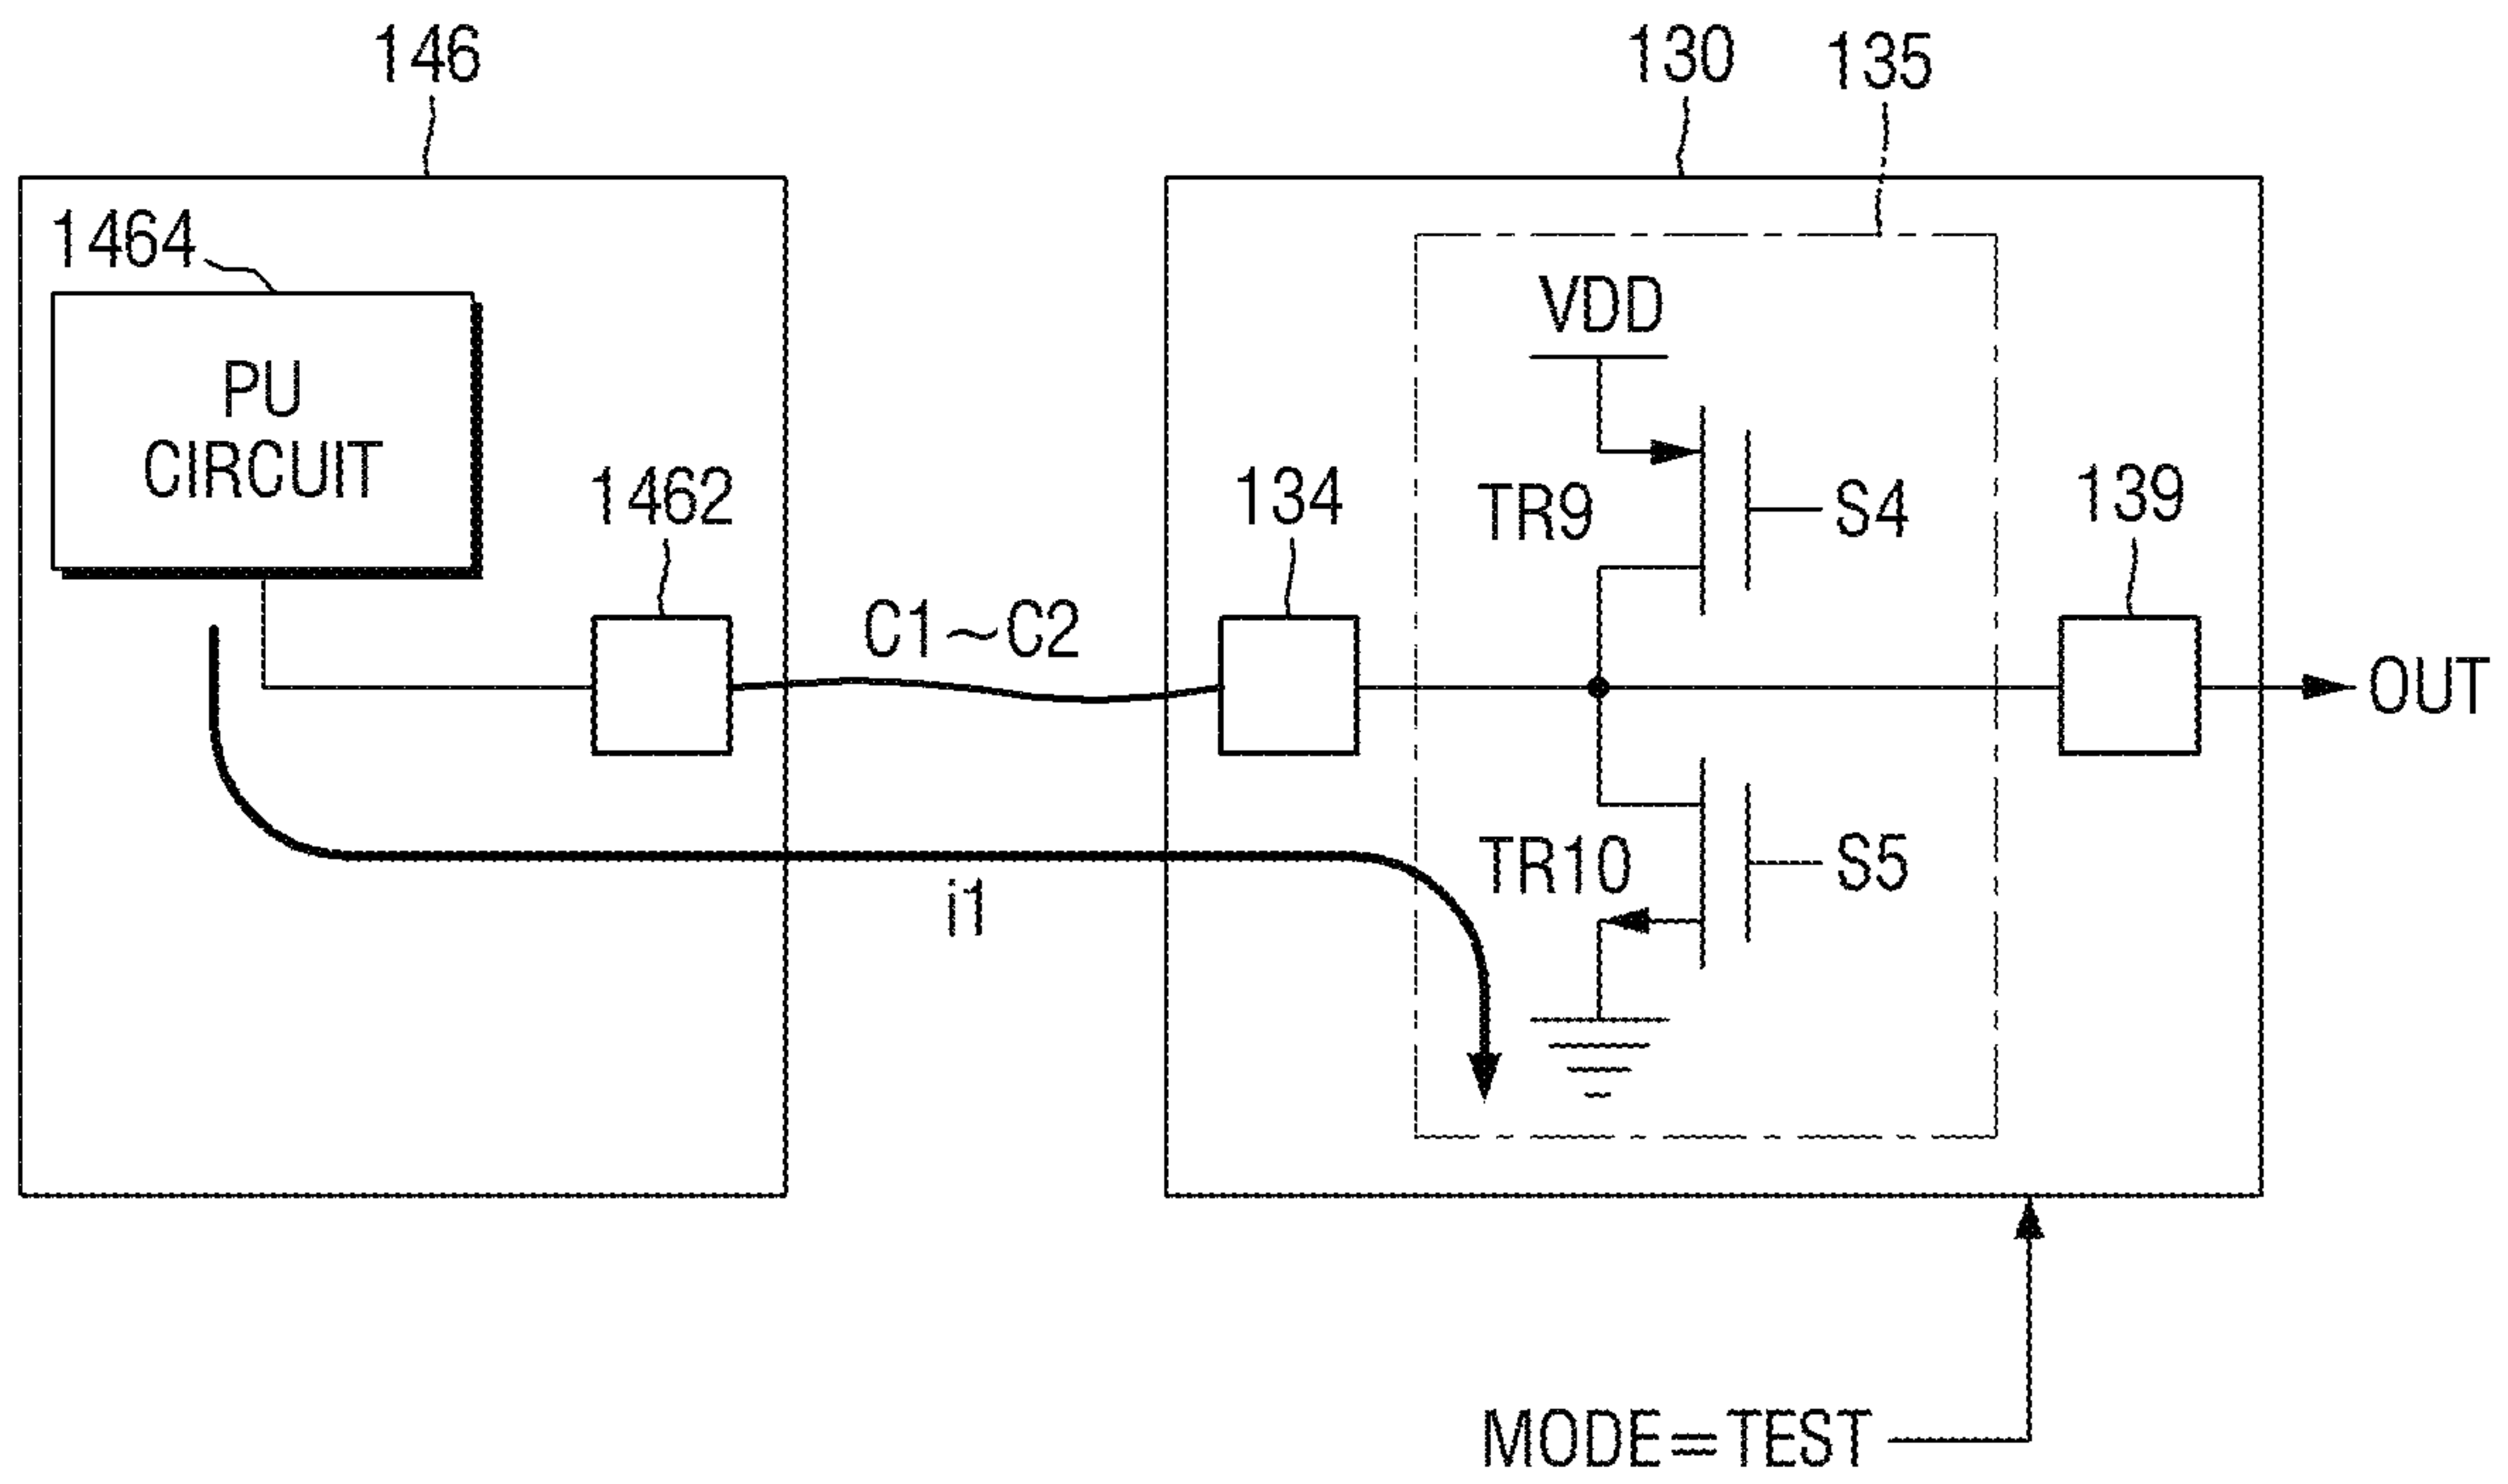 146
130
135
1464
VDD
PU
CIRCUIT
1462
134
TR9
S4
139
C1~C2
OUT
TR10
S5
i1
MODE=TEST